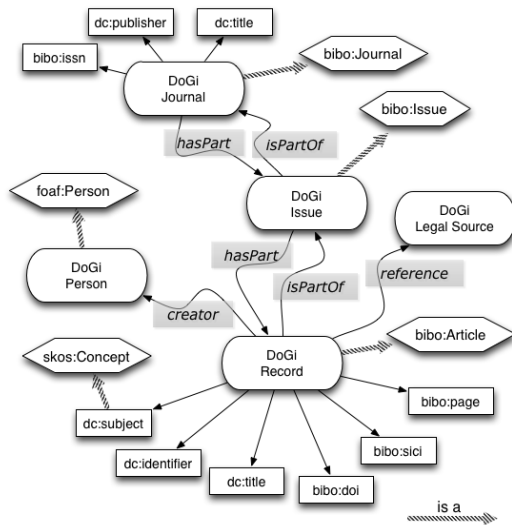 dc:publisher
dc:title
bibo:issn
DoGi
Journal
bibo:Journal
bibo:Issue
hasPart
isPartOf
foaf:Person
DoGi
Issue
DoGi
Legal Source
DoGi
Person
hasPart
isPartOf
reference
creator
bibo:Article
skos:Concept
DoGi
Record
bibo:page
dc:subject
bibo:sici
dc:identifier
dc:title
bibo:doi
is a